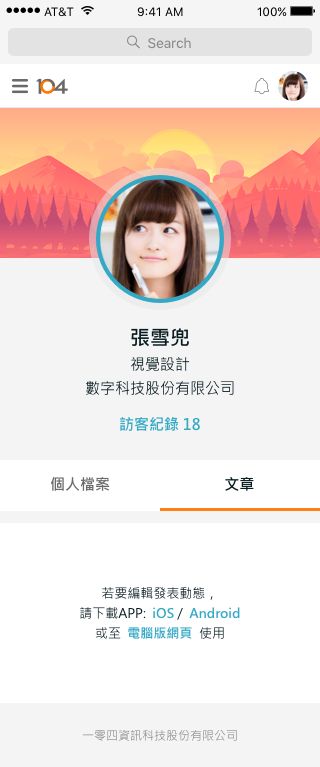 AT&T 9:41 AM 100%
Search
104
張雪兜
視覺設計
數字科技股份有限公司
訪客紀錄 18
個人檔案 文章
若要編輯發表動態，
請下載APP: iOS / Android
或至 電腦版網頁 使用
一零四資訊科技股份有限公司